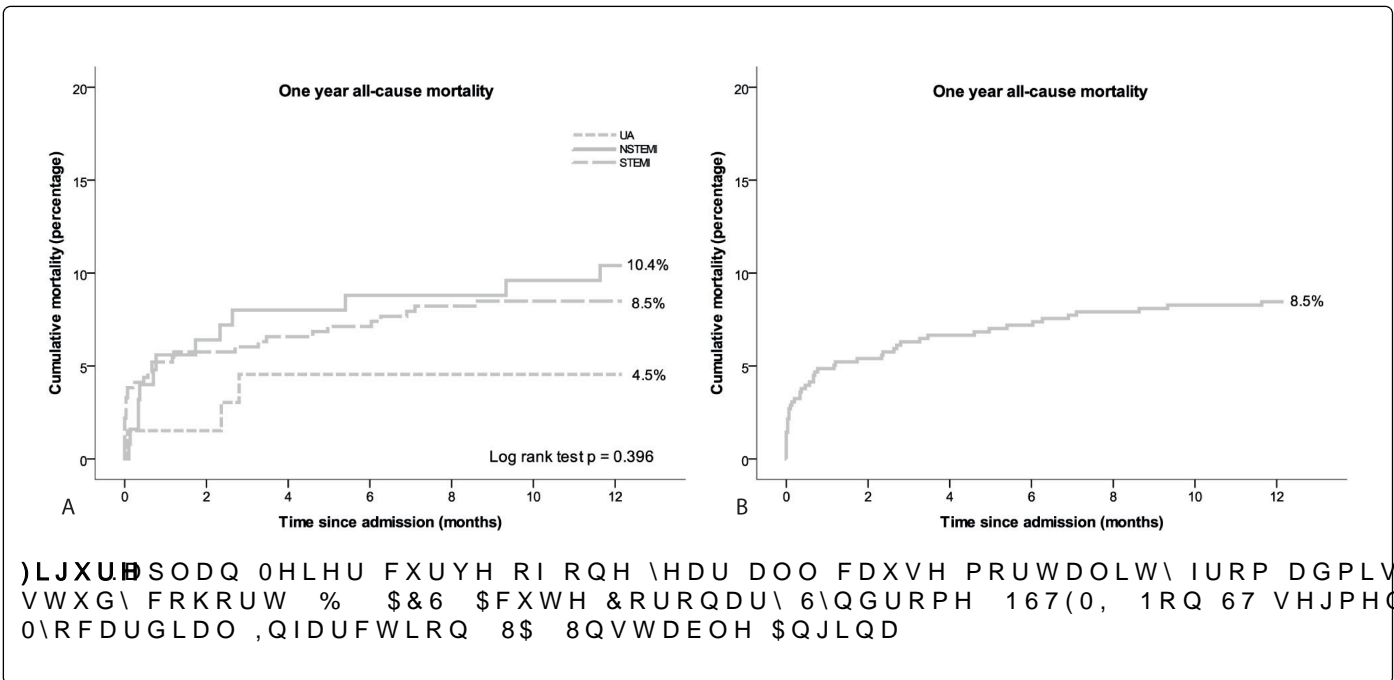 One year all-cause mortality
Cumulative mortality (percentage)
20
15
10
5
0
UA
NSTEMI
STEMI
10.4%
8.5%
4.5%
Log rank test p = 0.396
0 2 4 6 8 10 12
Time since admission (months)
A
One year all-cause mortality
Cumulative mortality (percentage)
20
15
10
5
0
8.5%
0 2 4 6 8 10 12
Time since admission (months)
B
)LJXUH DSODQ 0HLHU FXUYH RI RQH \HDU DOO FDXVH PRUWDOLW\ IURP DGPLV
VWXG\ FRKRUW % $&6 $FXWH &RURQDU\ 6\QGURPH 167(0, 1RQ 67 VHJPH
0\RFDUGLDO ,QIDUFWLRQ 8$ 8QVWDEOH $QJLQD